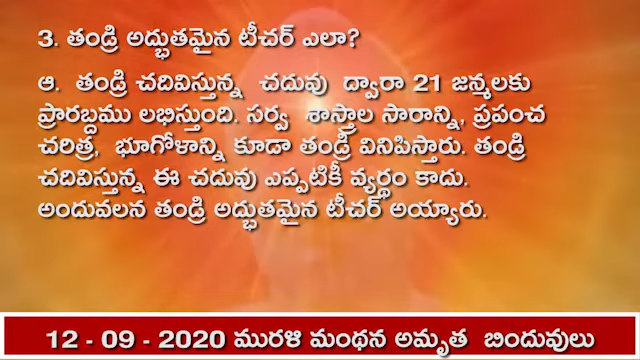 3. తండ్రి అద్భుతమైన టీచర్ ఎలా?
ఆ. తండ్రి చదివిస్తున్న చదువు ద్వారా 21 జన్మలకు
ప్రారబ్దము లభిస్తుంది. సర్వ శాస్త్రాల సారాన్ని, ప్రపంచ
చరిత్ర, భూగోళాన్ని కూడా తండ్రి వినిపిస్తారు. తండ్రి
చదివిస్తున్న ఈ చదువు ఎప్పటికీ వ్యర్థం కాదు.
అందువలన తండ్రి అద్భుతమైన టీచర్ అయ్యారు.
12 - 09 - 2020 మురళి మంథన అమృత బిందువులు